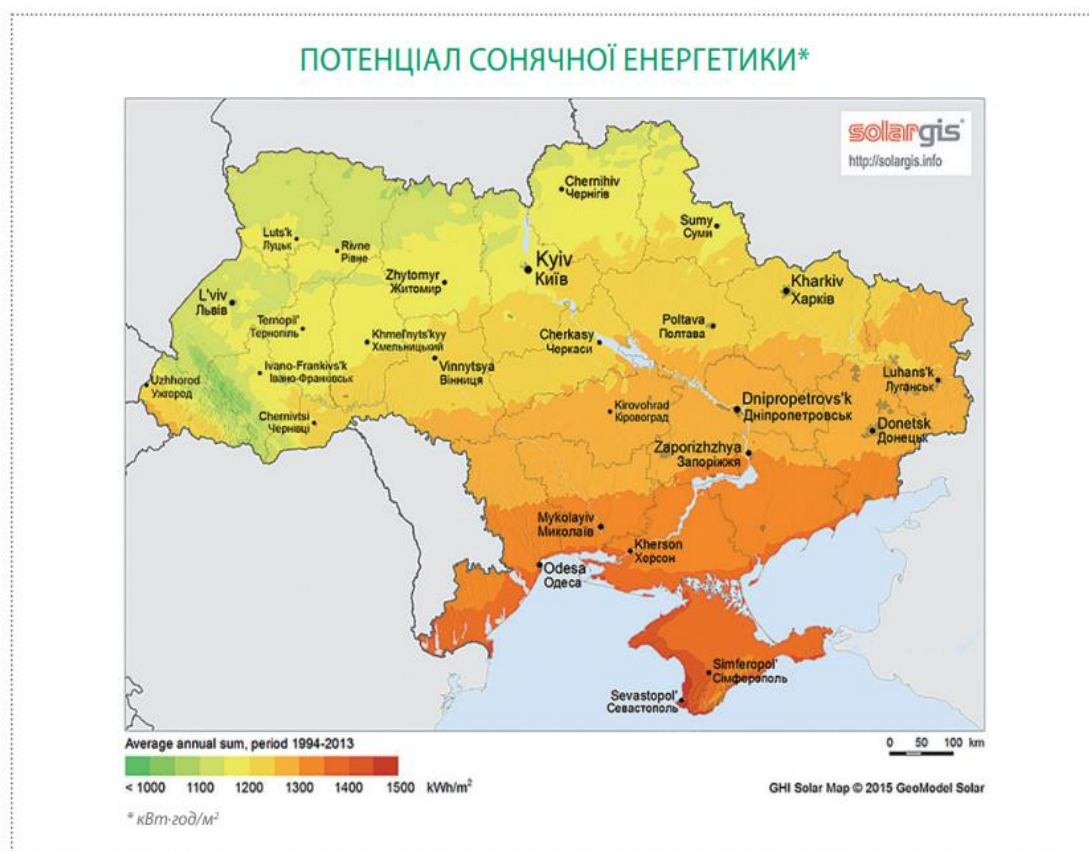 ПОТЕНЦІАЛ СОНЯЧНОЇ ЕНЕРГЕТИКИ*
solargis
http://solargis.info
Chernihiv
Чернігів
Sumy
Суми
Luts'k
Луцьк
Rivne
Рівне
Kyiv
Київ
Zhytomyr
Житомир
Kharkiv
Харків
L'viv
Львів
Ternopil'
Тернопіль
Khmel'nyts'kyy
Хмельницький
Cherkasy
Черкаси
Poltava
Полтава
Vinnytsya
Вінниця
Ivano-Frankivs'k
Івано-Франківськ
Uzhhorod
Ужгород
Luhans'k
Луганськ
Chernivtsi
Чернівці
Kirovohrad
Кіровоград
Dnipropetrovs'k
Дніпропетровськ
Donetsk
Донецьк
Zaporizhzhya
Запоріжжя
Mykolayiv
Миколаїв
Kherson
Херсон
Odesa
Одеса
Simferopol'
Сімферополь
Sevastopol'
Севастополь
Average annual sum, period 1994-2013
0 50 100 km
< 1000 1100 1200 1300 1400 1500 kWh/m²
GHI Solar Map © 2015 GeoModel Solar
* кВт-год/м²